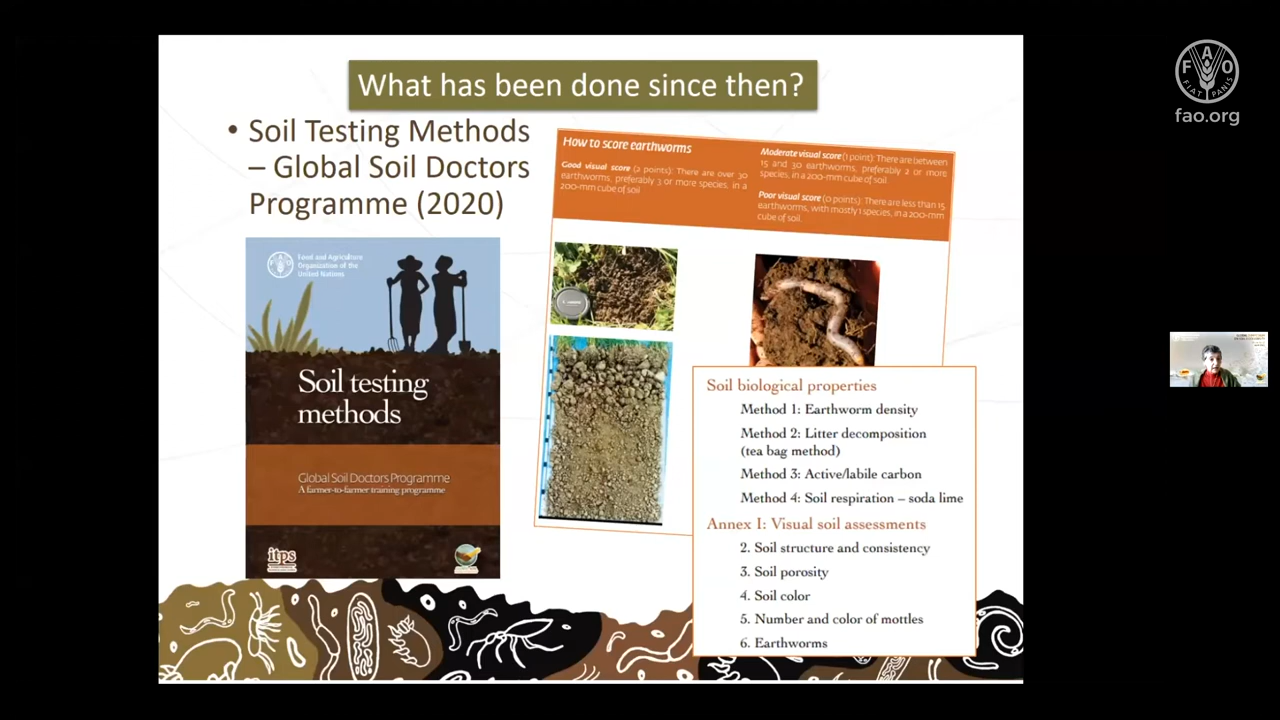 What has been done since then?
• Soil Testing Methods
– Global Soil Doctors
Programme (2020)
Food and Agriculture
Organization of the
United Nations
Soil testing
methods
Global Soil Doctors Programme
A farmer-to-farmer training programme
itps
How to score earthworms
Good visual score (2 points): There are over 30
earthworms, preferably 3 or more species, in a
200-mm cube of soil
Moderate visual score (1 point): There are between
15 and 30 earthworms, preferably 2 or more
species, in a 200-mm cube of soil.
Poor visual score (0 points): There are less than 15
earthworms, with mostly 1 species, in a 200-mm
cube of soil.
Soil biological properties
Method 1: Earthworm density
Method 2: Litter decomposition
(tea bag method)
Method 3: Active/labile carbon
Method 4: Soil respiration – soda lime
Annex I: Visual soil assessments
2. Soil structure and consistency
3. Soil porosity
4. Soil color
5. Number and color of mottles
6. Earthworms
F A O
FIAT PANIS
fao.org